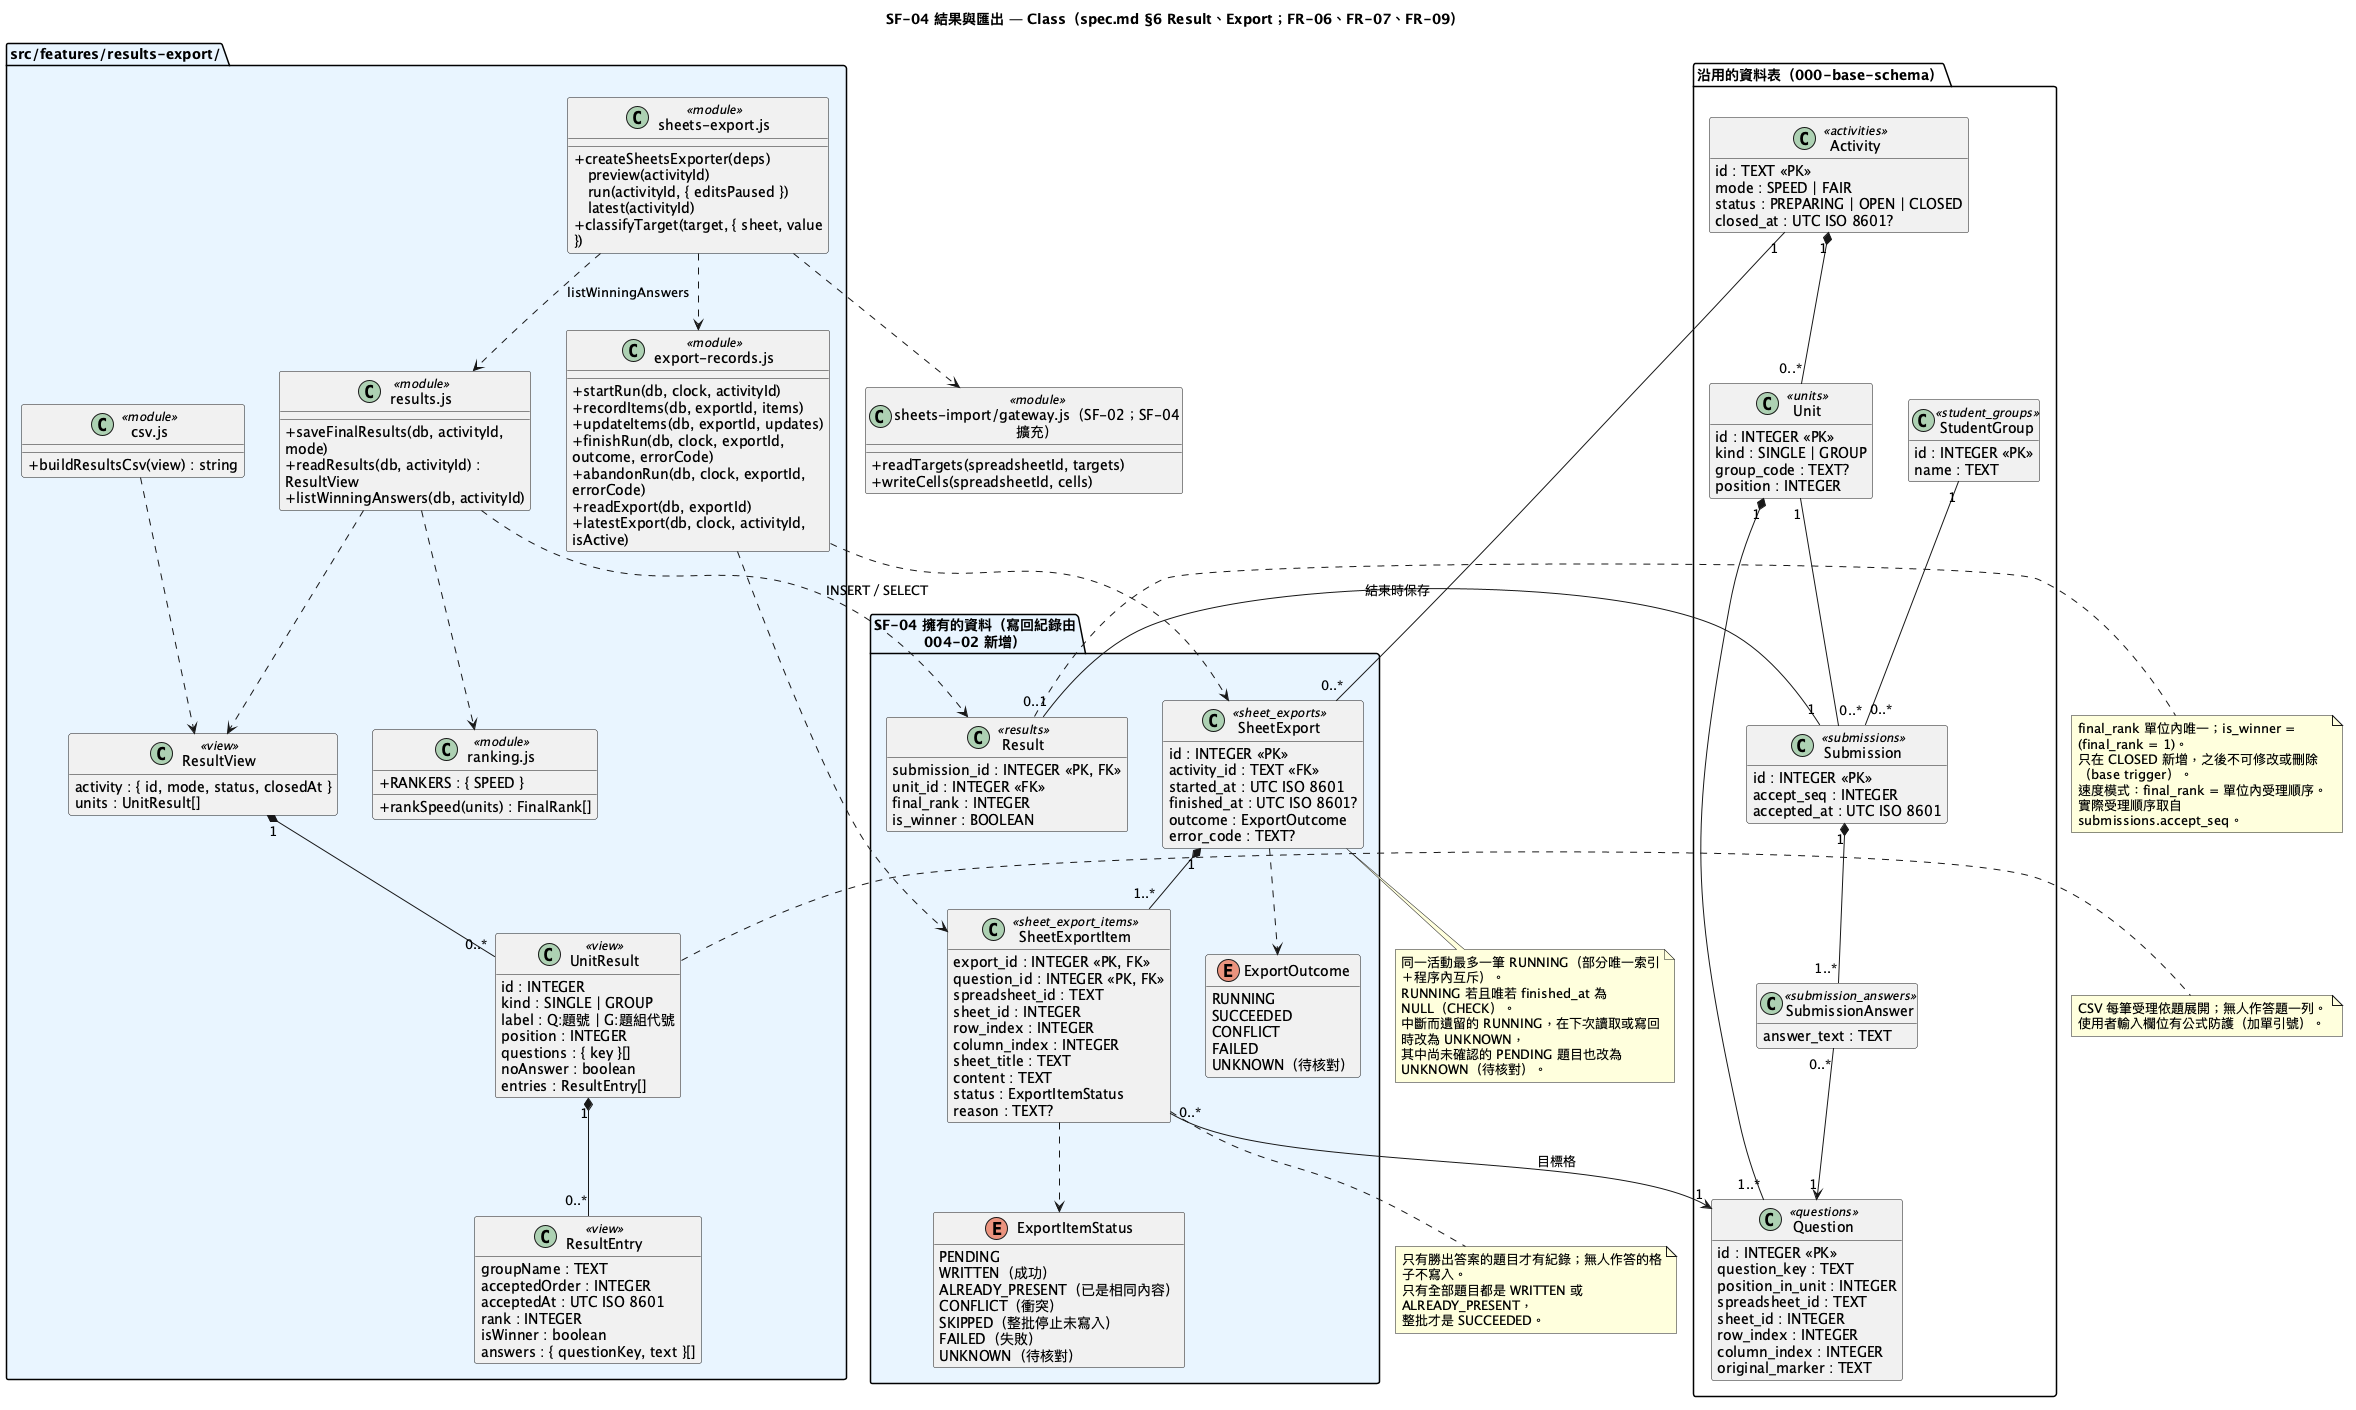 SF-04 結果與匯出 — Class（spec.md §6 Result、Export；FR-06、FR-07、FR-09）
src/features/results-export/
«module»
sheets-export.js
+createSheetsExporter(deps)
preview(activityId)
run(activityId, { editsPaused })
latest(activityId)
+classifyTarget(target, { sheet, value
})
listWinningAnswers
«module»
export-records.js
+startRun(db, clock, activityId)
+recordItems(db, exportId, items)
+updateItems(db, exportId, updates)
+finishRun(db, clock, exportId,
outcome, errorCode)
+abandonRun(db, clock, exportId,
errorCode)
+readExport(db, exportId)
+latestExport(db, clock, activityId,
isActive)
«module»
results.js
+saveFinalResults(db, activityId,
mode)
+readResults(db, activityId) :
ResultView
+listWinningAnswers(db, activityId)
«module»
csv.js
+buildResultsCsv(view) : string
«module»
sheets-import/gateway.js（SF-02；SF-04
擴充）
+readTargets(spreadsheetId, targets)
+writeCells(spreadsheetId, cells)
INSERT / SELECT
«view»
ResultView
activity : { id, mode, status, closedAt }
units : UnitResult[]
1
0..*
«module»
ranking.js
+RANKERS : { SPEED }
+rankSpeed(units) : FinalRank[]
«view»
UnitResult
id : INTEGER
kind : SINGLE | GROUP
label : Q:題號 | G:題組代號
position : INTEGER
questions : { key }[]
noAnswer : boolean
entries : ResultEntry[]
1
0..*
«view»
ResultEntry
groupName : TEXT
acceptedOrder : INTEGER
acceptedAt : UTC ISO 8601
rank : INTEGER
isWinner : boolean
answers : { questionKey, text }[]
SF-04 擁有的資料（寫回紀錄由
004-02 新增）
0..1
«results»
Result
submission_id : INTEGER «PK, FK»
unit_id : INTEGER «FK»
final_rank : INTEGER
is_winner : BOOLEAN
0..*
«sheet_exports»
SheetExport
id : INTEGER «PK»
activity_id : TEXT «FK»
started_at : UTC ISO 8601
finished_at : UTC ISO 8601?
outcome : ExportOutcome
error_code : TEXT?
1
1..*
«sheet_export_items»
SheetExportItem
export_id : INTEGER «PK, FK»
question_id : INTEGER «PK, FK»
spreadsheet_id : TEXT
sheet_id : INTEGER
row_index : INTEGER
column_index : INTEGER
sheet_title : TEXT
content : TEXT
status : ExportItemStatus
reason : TEXT?
0..*
ExportOutcome
RUNNING
SUCCEEDED
CONFLICT
FAILED
UNKNOWN（待核對）
ExportItemStatus
PENDING
WRITTEN（成功）
ALREADY_PRESENT（已是相同內容）
CONFLICT（衝突）
SKIPPED（整批停止未寫入）
FAILED（失敗）
UNKNOWN（待核對）
同一活動最多一筆 RUNNING（部分唯一索引
＋程序內互斥）。
RUNNING 若且唯若 finished_at 為
NULL（CHECK）。
中斷而遺留的 RUNNING，在下次讀取或寫回
時改為 UNKNOWN，
其中尚未確認的 PENDING 題目也改為
UNKNOWN（待核對）。
目標格
只有勝出答案的題目才有紀錄；無人作答的格
子不寫入。
只有全部題目都是 WRITTEN 或
ALREADY_PRESENT，
整批才是 SUCCEEDED。
結束時保存
沿用的資料表（000-base-schema）
«activities»
Activity
id : TEXT «PK»
mode : SPEED | FAIR
status : PREPARING | OPEN | CLOSED
closed_at : UTC ISO 8601?
1
1
0..*
«units»
Unit
id : INTEGER «PK»
kind : SINGLE | GROUP
group_code : TEXT?
position : INTEGER
1
1
«student_groups»
StudentGroup
id : INTEGER «PK»
name : TEXT
1
1
0..*
0..*
«submissions»
Submission
id : INTEGER «PK»
accept_seq : INTEGER
accepted_at : UTC ISO 8601
1
1..*
«submission_answers»
SubmissionAnswer
answer_text : TEXT
0..*
1
1..*
1
«questions»
Question
id : INTEGER «PK»
question_key : TEXT
position_in_unit : INTEGER
spreadsheet_id : TEXT
sheet_id : INTEGER
row_index : INTEGER
column_index : INTEGER
original_marker : TEXT
final_rank 單位內唯一；is_winner =
(final_rank = 1)。
只在 CLOSED 新增，之後不可修改或刪除
（base trigger）。
速度模式：final_rank = 單位內受理順序。
實際受理順序取自
submissions.accept_seq。
CSV 每筆受理依題展開；無人作答題一列。
使用者輸入欄位有公式防護（加單引號）。